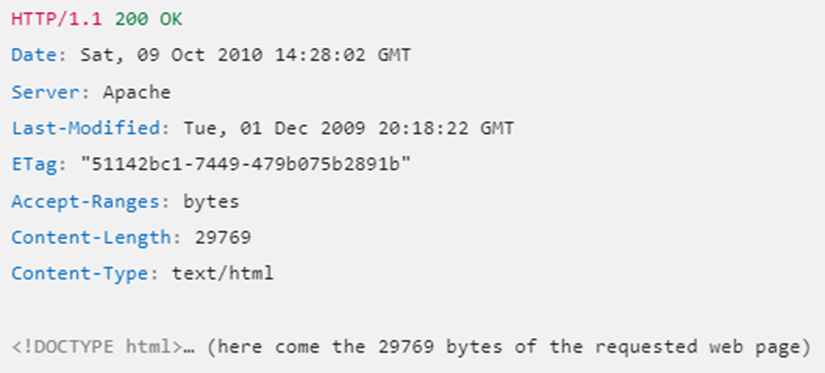 HTTP/1.1 200 OK
Date: Sat, 09 Oct 2010 14:28:02 GMT
Server: Apache
Last-Modified: Tue, 01 Dec 2009 20:18:22 GMT
ETag: "51142bc1-7449-479b075b2891b"
Accept-Ranges: bytes
Content-Length: 29769
Content-Type: text/html

<!DOCTYPE html>… (here come the 29769 bytes of the requested web page)